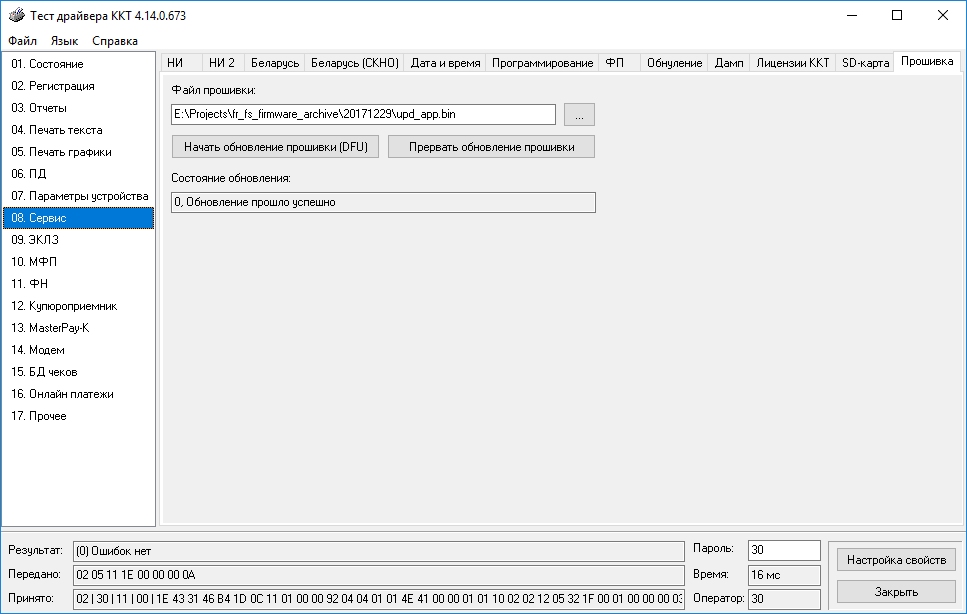 Тест драйвера ККТ 4.14.0.673
Файл Язык Справка
01. Состояние
02. Регистрация
03. Отчеты
04. Печать текста
05. Печать графики
06. ПД
07. Параметры устройства
08. Сервис
09. ЭКЛЗ
10. МФП
11. ФН
12. Купюроприемник
13. MasterPay-К
14. Модем
15. БД чеков
16. Онлайн платежи
17. Прочее
НИ НИ 2 Беларусь Беларусь (СКНО) Дата и время Программирование ФП Обнуление Дамп Лицензии ККТ SD-карта Прошивка
Файл прошивки:
E:\Projects\fr_fs_firmware_archive\20171229\upd_app.bin ...
Начать обновление прошивки (DFU) Прервать обновление прошивки
Состояние обновления:
0, Обновление прошло успешно
Результат: (0) Ошибок нет
Передано: 02 05 11 1E 00 00 00 0A
Принято: 02 | 30 | 11 | 00 | 1E 43 31 46 B4 1D 0C 11 01 00 00 92 04 04 01 01 4E 41 00 00 01 01 10 02 02 12 05 32 1F 00 01 00 00 00 03
Пароль: 30
Время: 16 мс
Оператор: 30
Настройка свойств
Закрыть